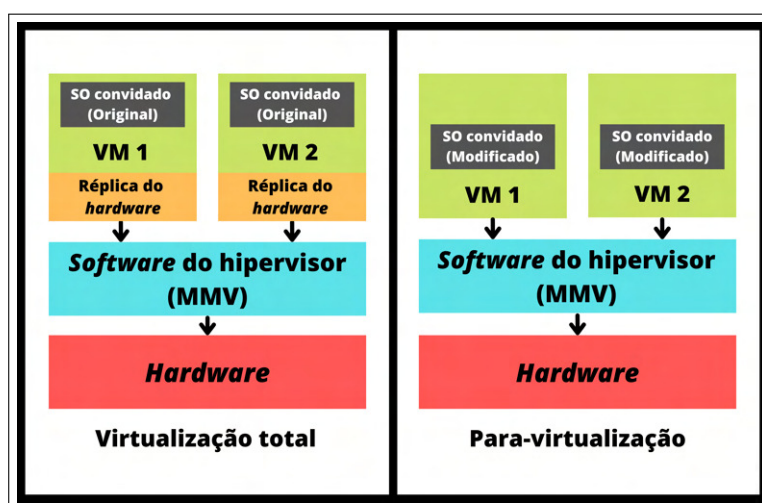 SO convidado
(Original)
VM 1
Réplica do
hardware
SO convidado
(Original)
VM 2
Réplica do
hardware
Software do hipervisor
(MMV)
Hardware
Virtualização total
SO convidado
(Modificado)
VM 1
SO convidado
(Modificado)
VM 2
Software do hipervisor
(MMV)
Hardware
Para-virtualização